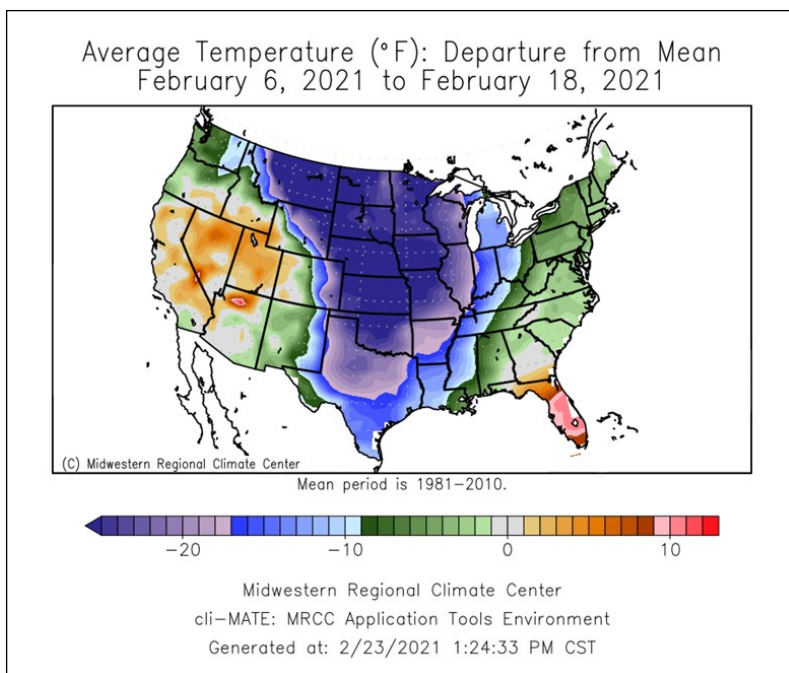 Average Temperature (°F): Departure from Mean
February 6, 2021 to February 18, 2021
(C) Midwestern Regional Climate Center
Mean period is 1981-2010.
-20 -10 0 10
Midwestern Regional Climate Center
cli-MATE: MRCC Application Tools Environment
Generated at: 2/23/2021 1:24:33 PM CST